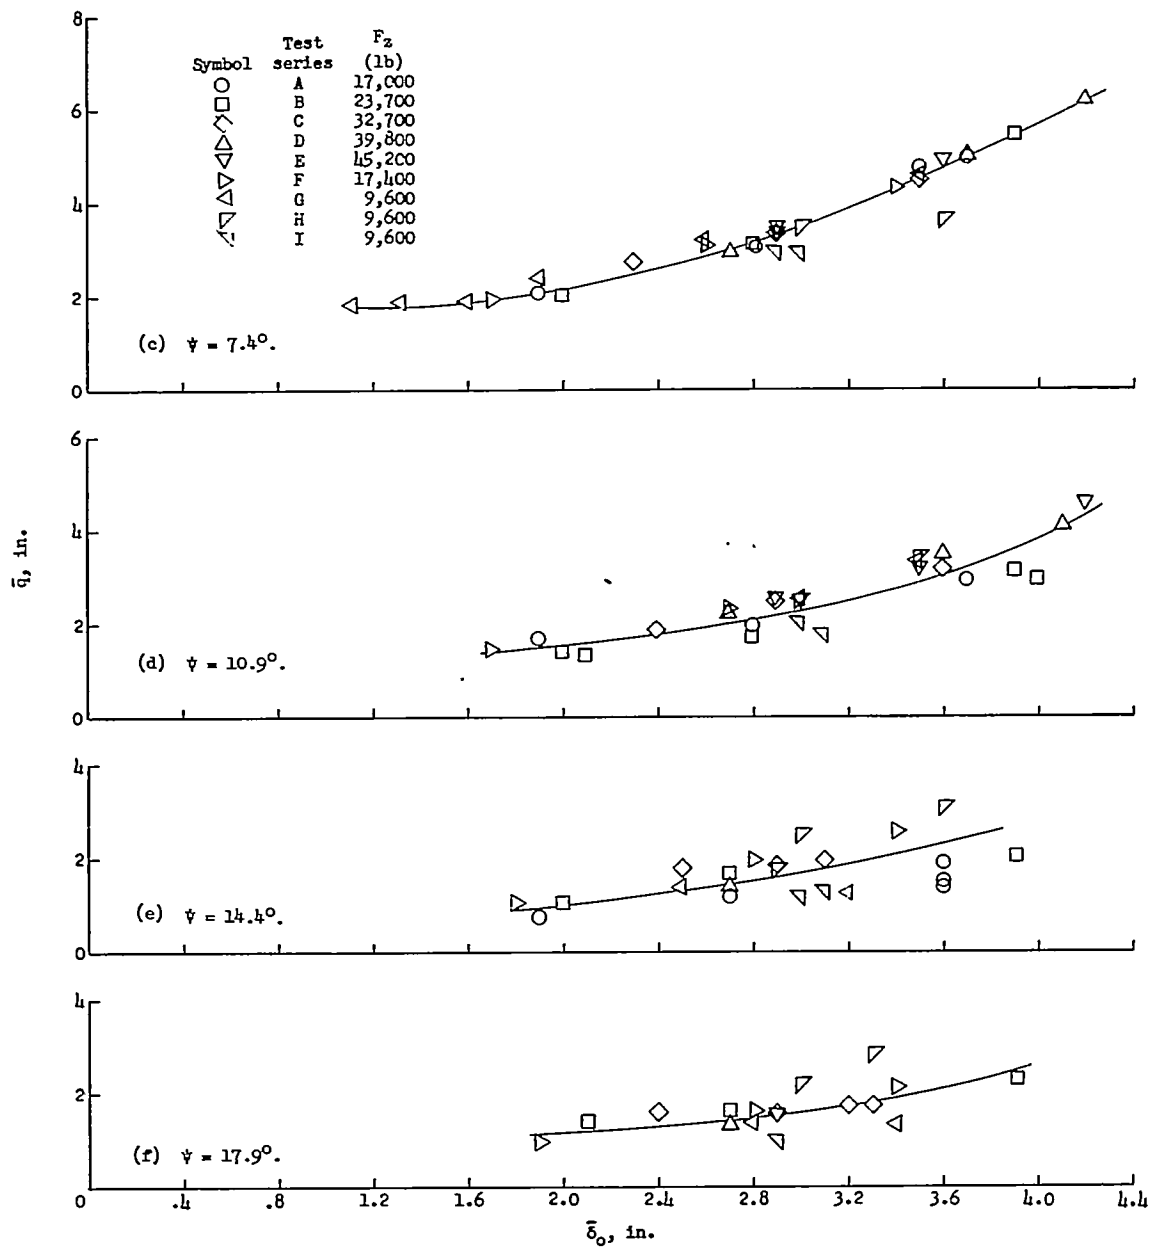 8
6
4
2
0
Symbol Test series F_z (lb)
○ A 17,000
□ B 23,700
◇ C 32,700
△ D 39,800
▽ E 45,200
▷ F 17,400
◁ G 9,600
H 9,600
I 9,600
(c) ψ = 7.4°.
6
4
2
0
(d) ψ = 10.9°.
q̄, in.
4
2
0
(e) ψ = 14.4°.
4
2
0
(f) ψ = 17.9°.
0 .4 .8 1.2 1.6 2.0 2.4 2.8 3.2 3.6 4.0 4.4
δ̄₀, in.